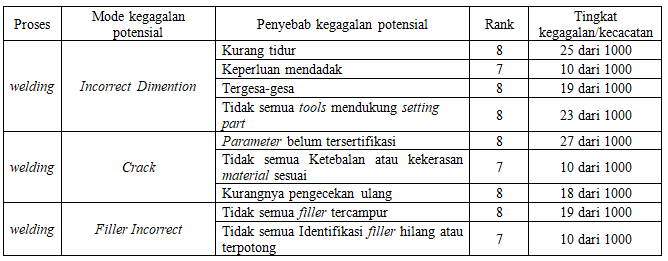 Proses Mode kegagalan potensial Penyebab kegagalan potensial Rank Tingkat kegagalan/kecacatan
welding Incorrect Dimention Kurang tidur 8 25 dari 1000
Keperluan mendadak 7 10 dari 1000
Tergesa-gesa 8 19 dari 1000
Tidak semua tools mendukung setting
part 8 23 dari 1000
welding Crack Parameter belum tersertifikasi 8 27 dari 1000
Tidak semua Ketebalan atau kekerasan
material sesuai 7 10 dari 1000
Kurangnya pengecekan ulang 8 18 dari 1000
welding Filler Incorrect Tidak semua filler tercampur 8 19 dari 1000
Tidak semua Identifikasi filler hilang atau
terpotong 7 10 dari 1000